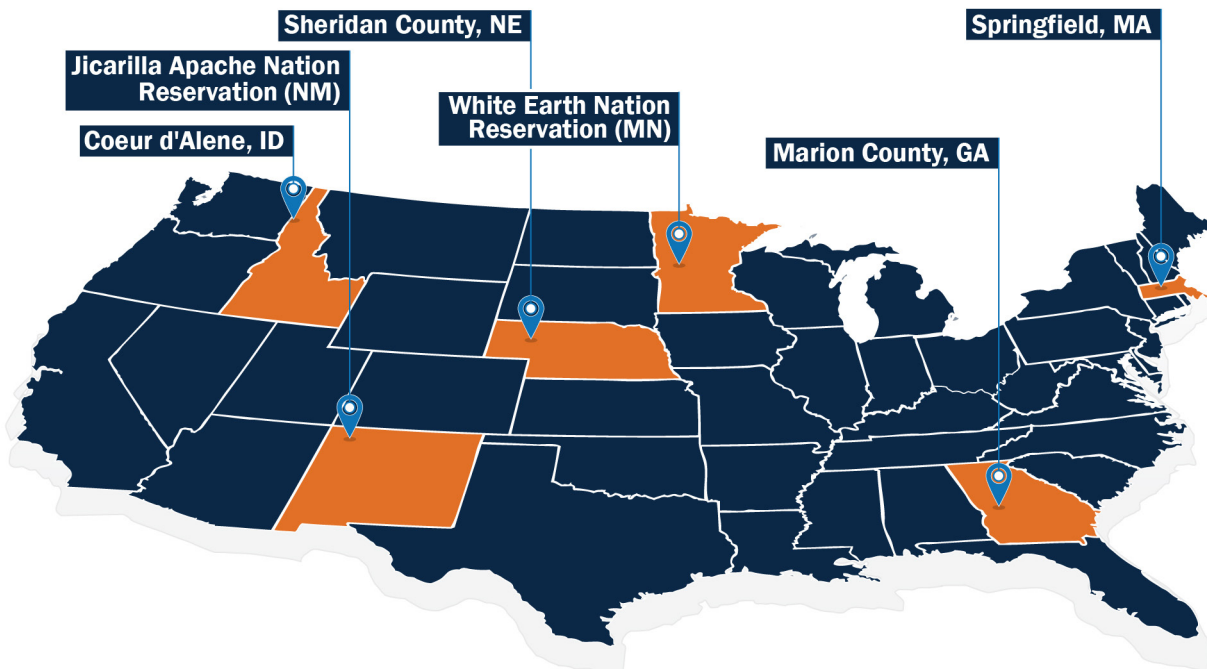 Sheridan County, NE
Springfield, MA
Jicarilla Apache Nation
Reservation (NM)
White Earth Nation
Reservation (MN)
Coeur d'Alene, ID
Marion County, GA